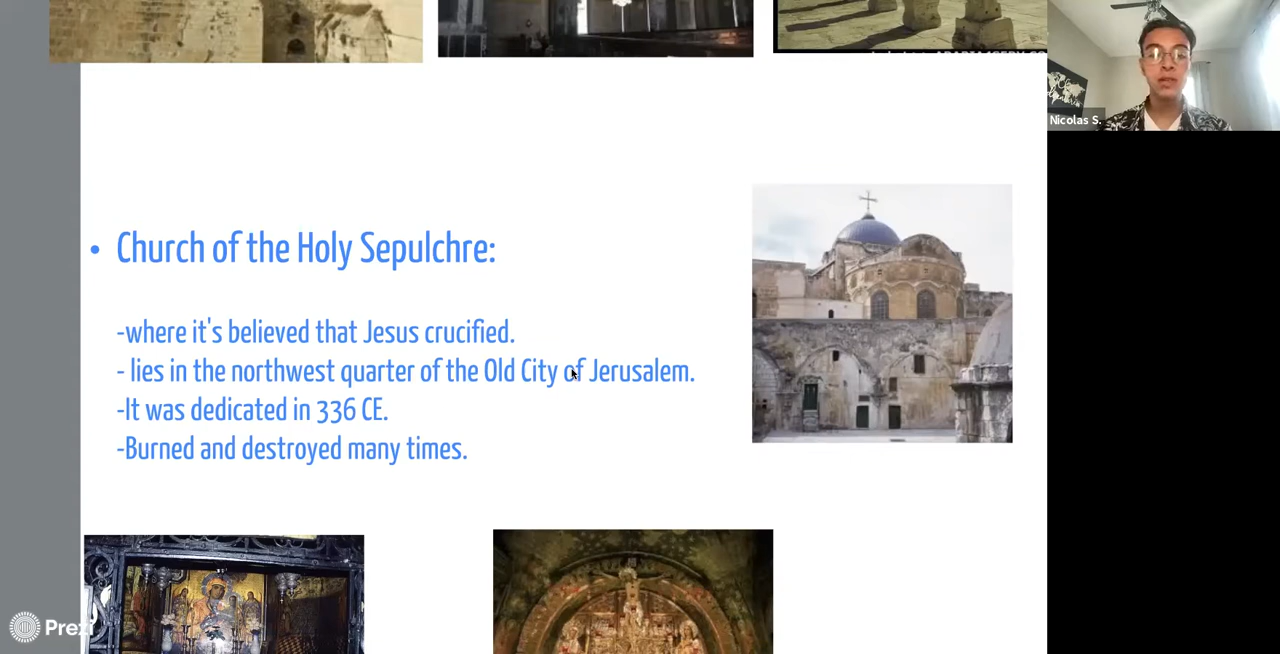 Nicolas S.
• Church of the Holy Sepulchre:
-where it's believed that Jesus crucified.
- lies in the northwest quarter of the Old City of Jerusalem.
-It was dedicated in 336 CE.
-Burned and destroyed many times.
Prezi